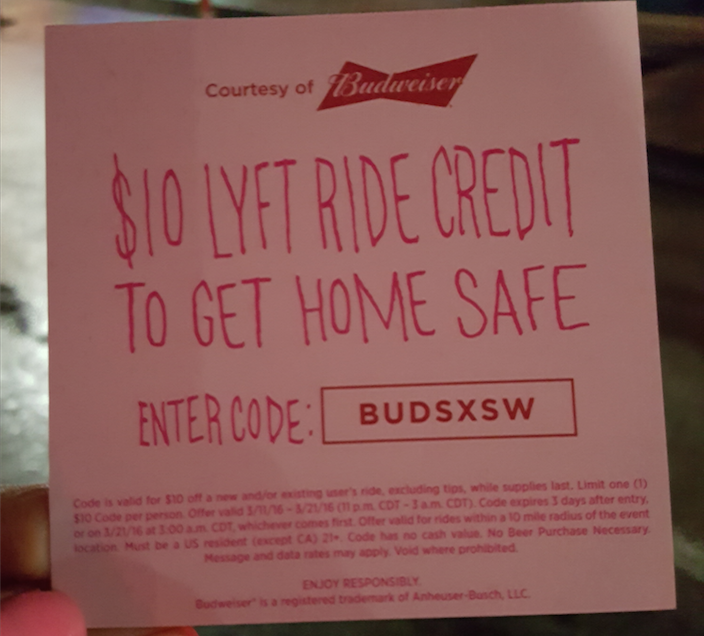 Courtesy of Budweiser
$10 LYFT RIDE CREDIT
TO GET HOME SAFE
ENTER CODE: BUDSXSW
Code is valid for $10 off a new and/or existing user's ride, excluding tips, while supplies last. Limit one (1)
$10 Code per person. Offer valid 3/11/16 – 3/21/16 (11 p.m. CDT – 3 a.m. CDT). Code expires 3 days after entry,
or on 3/21/16 at 3:00 a.m. CDT, whichever comes first. Offer valid for rides within a 10 mile radius of the event
location. Must be a US resident (except CA) 21+. Code has no cash value. No Beer Purchase Necessary.
Message and data rates may apply. Void where prohibited.
ENJOY RESPONSIBLY
Budweiser® is a registered trademark of Anheuser-Busch, LLC.